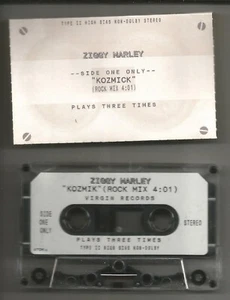 TYPE II HIGH BIAS NON-DOLBY STEREO
ZIGGY MARLEY
--SIDE ONE ONLY--
"KOZMICK"
(ROCK MIX 4:01)
PLAYS THREE TIMES
ZIGGY MARLEY
"KOZMIK" (ROCK MIX 4:01)
VIRGIN RECORDS
SIDE ONE ONLY
STEREO
PLAYS THREE TIMES
TYPE II HIGH BIAS NON-DOLBY